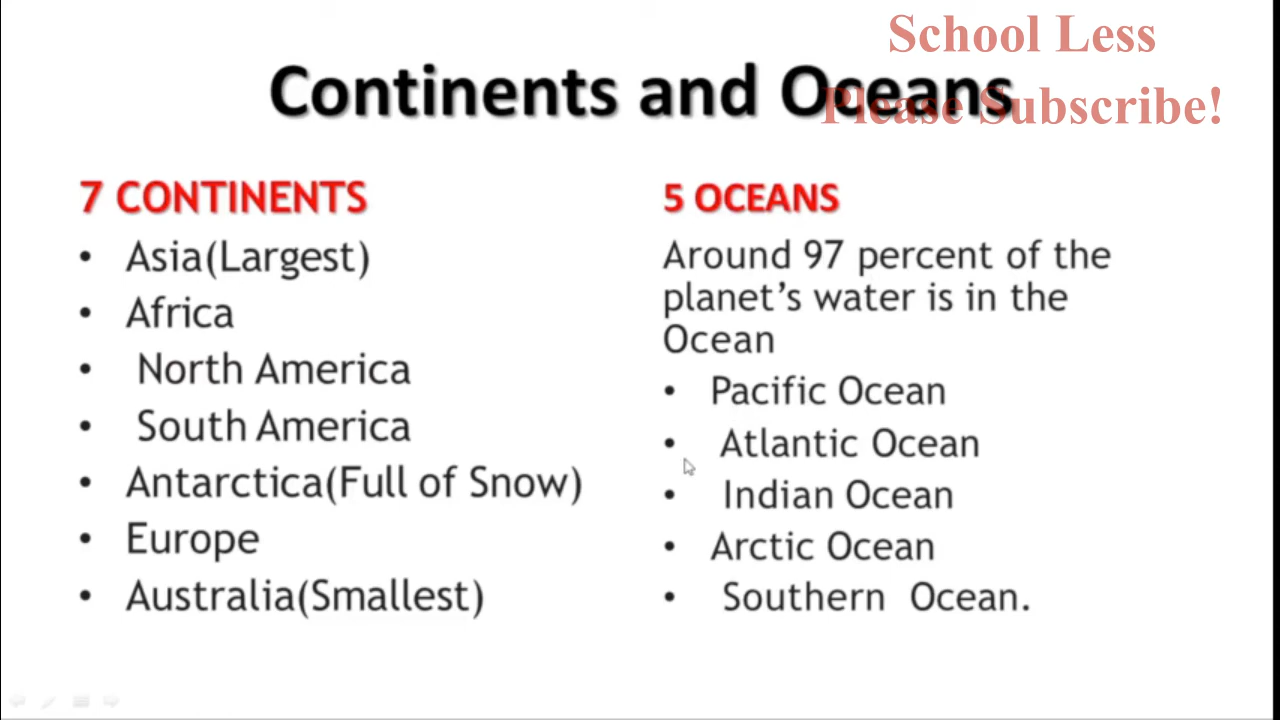 School Less
Please Subscribe!
Continents and Oceans
7 CONTINENTS
• Asia(Largest)
• Africa
• North America
• South America
• Antarctica(Full of Snow)
• Europe
• Australia(Smallest)
5 OCEANS
Around 97 percent of the
planet’s water is in the
Ocean
• Pacific Ocean
• Atlantic Ocean
• Indian Ocean
• Arctic Ocean
• Southern Ocean.